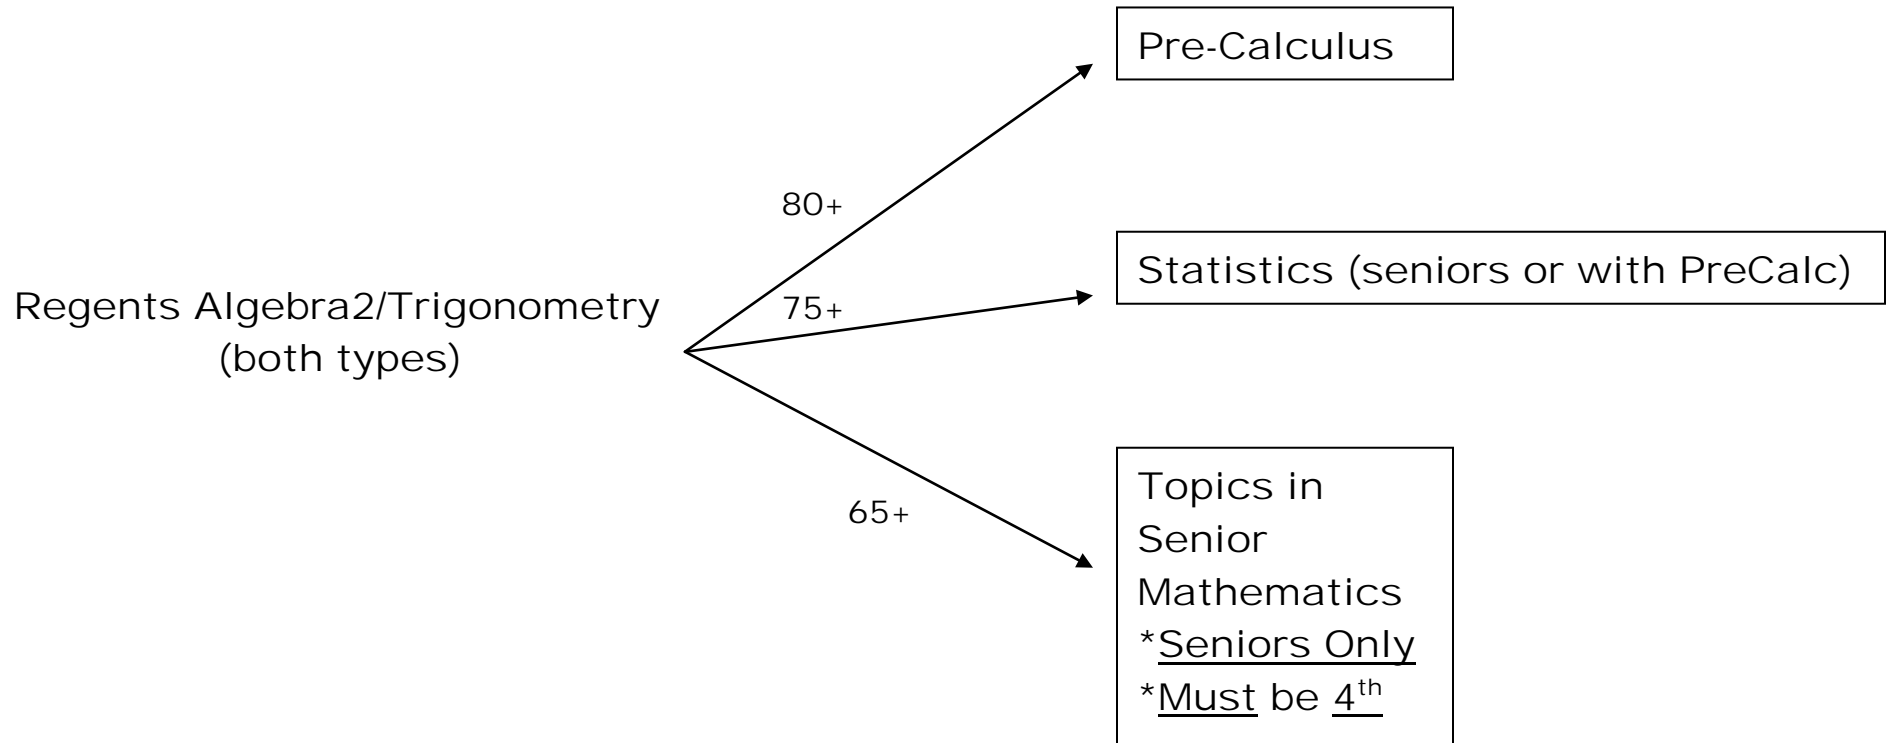 Pre-Calculus
80+
Statistics (seniors or with PreCalc)
75+
Regents Algebra2/Trigonometry
(both types)
65+
Topics in
Senior
Mathematics
*Seniors Only
*Must be 4th